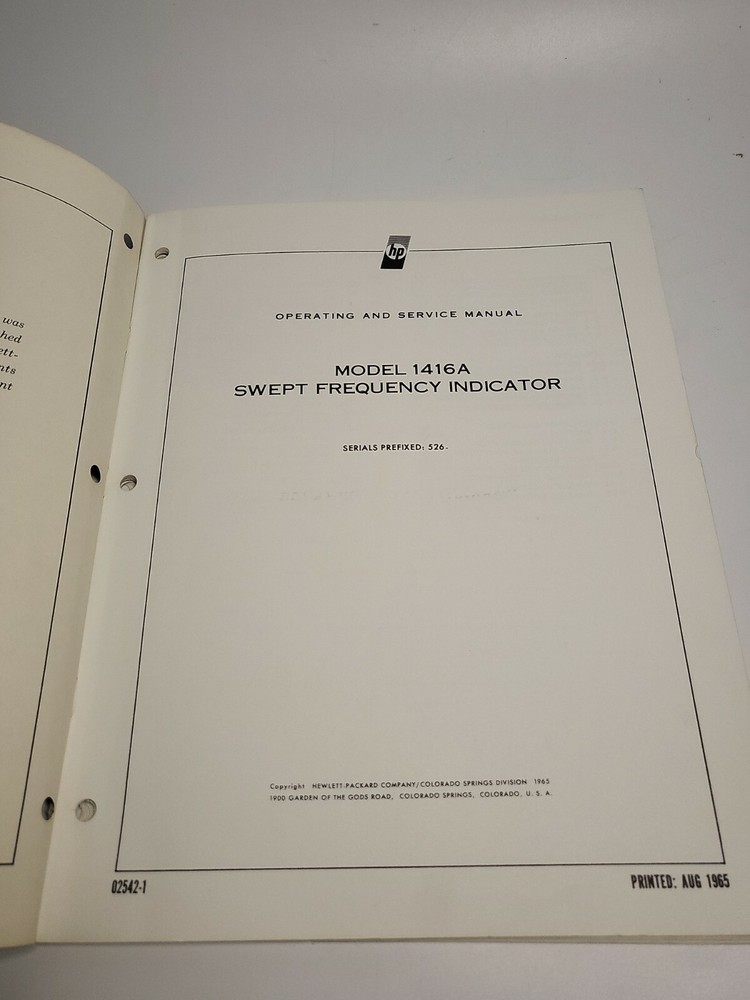 was
hed
ett-
nts
nt
hp
OPERATING AND SERVICE MANUAL
MODEL 1416A
SWEPT FREQUENCY INDICATOR
SERIALS PREFIXED: 526-
Copyright HEWLETT-PACKARD COMPANY/COLORADO SPRINGS DIVISION 1965
1900 GARDEN OF THE GODS ROAD, COLORADO SPRINGS, COLORADO, U. S. A.
02542-1
PRINTED: AUG 1965